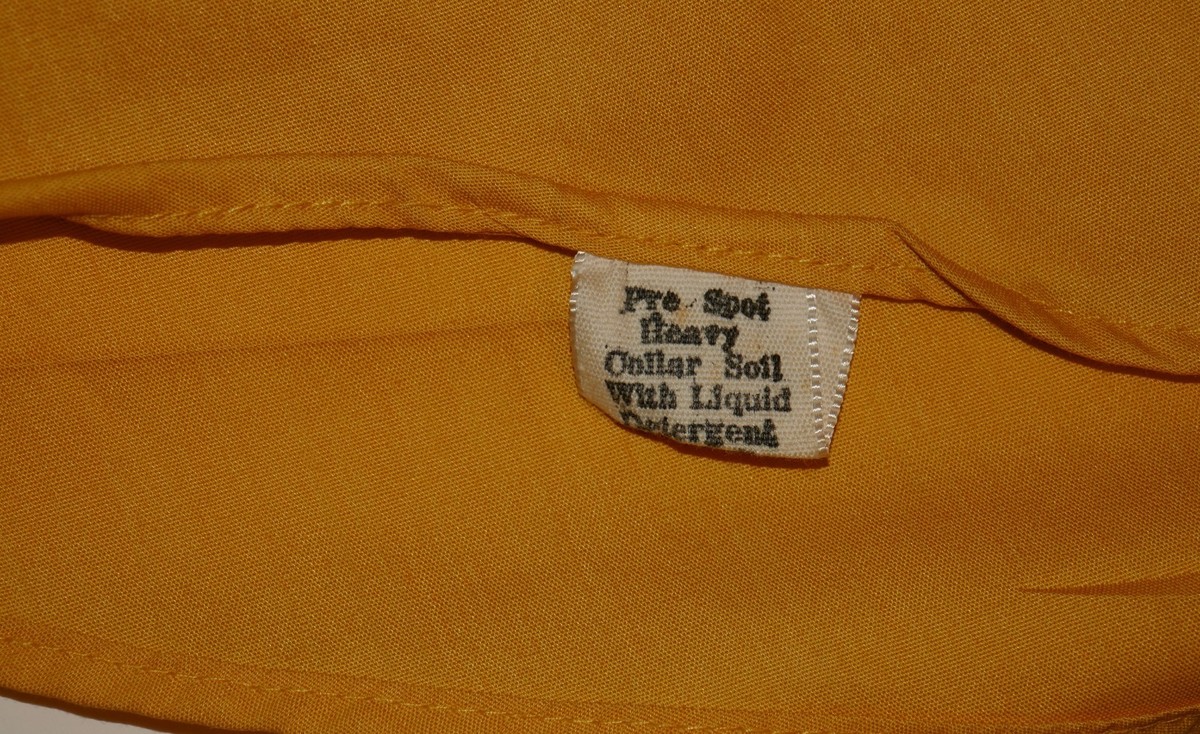 Pre Spot
Heavy
Collar Soil
With Liquid
Detergent